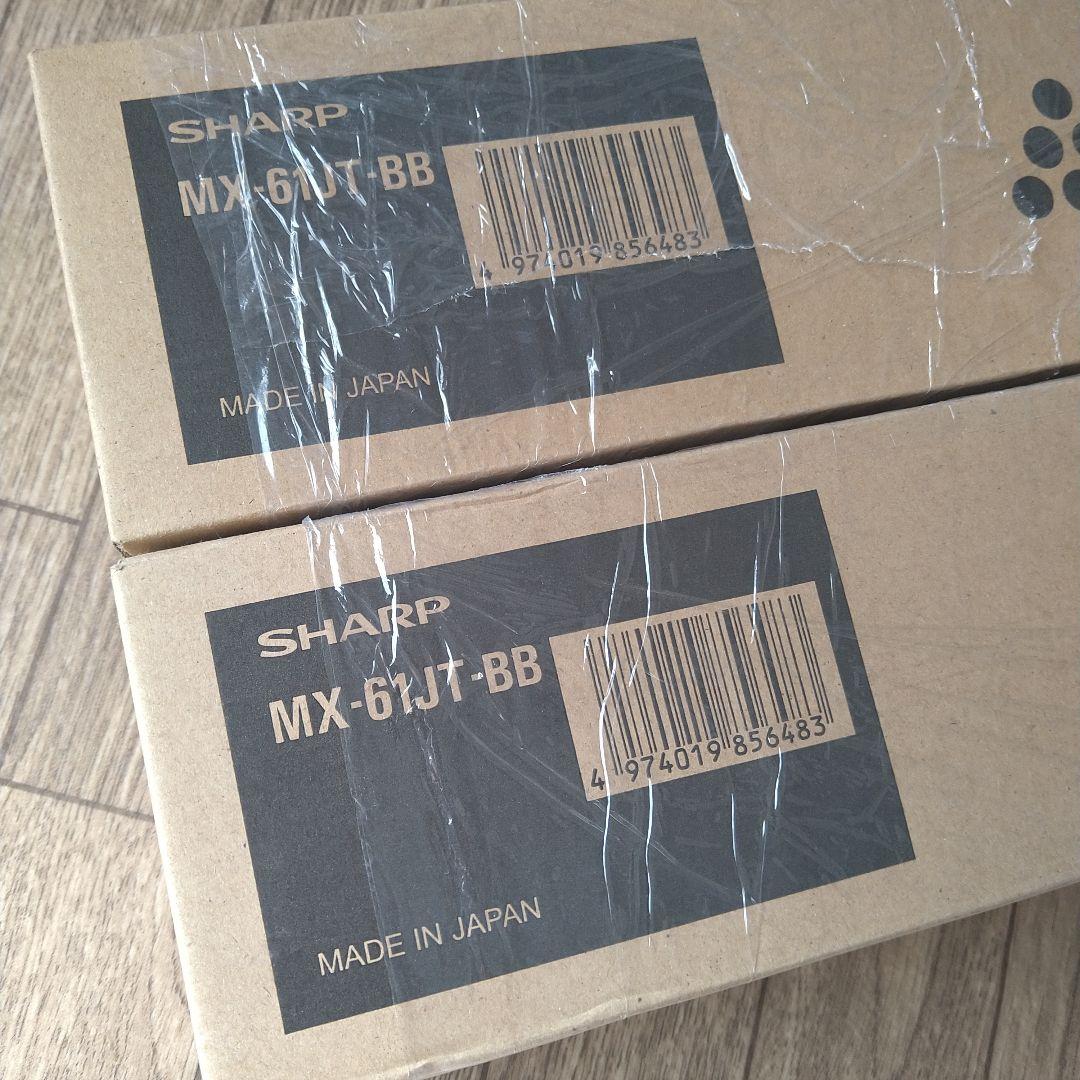 SHARP
MX-61JT-BB
4 974019 856483
MADE IN JAPAN
SHARP
MX-61JT-BB
4 974019 856483
MADE IN JAPAN